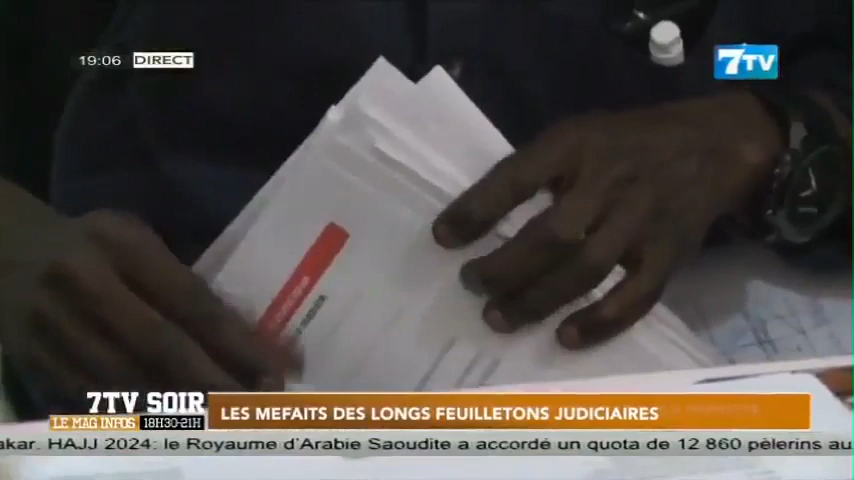 19:06 DIRECT
7TV
7TV SOIR
LE MAG INFOS 18H30-21H
LES MEFAITS DES LONGS FEUILLETONS JUDICIAIRES
akar. HAJJ 2024: le Royaume d'Arabie Saoudite a accordé un quota de 12 860 pèlerins au